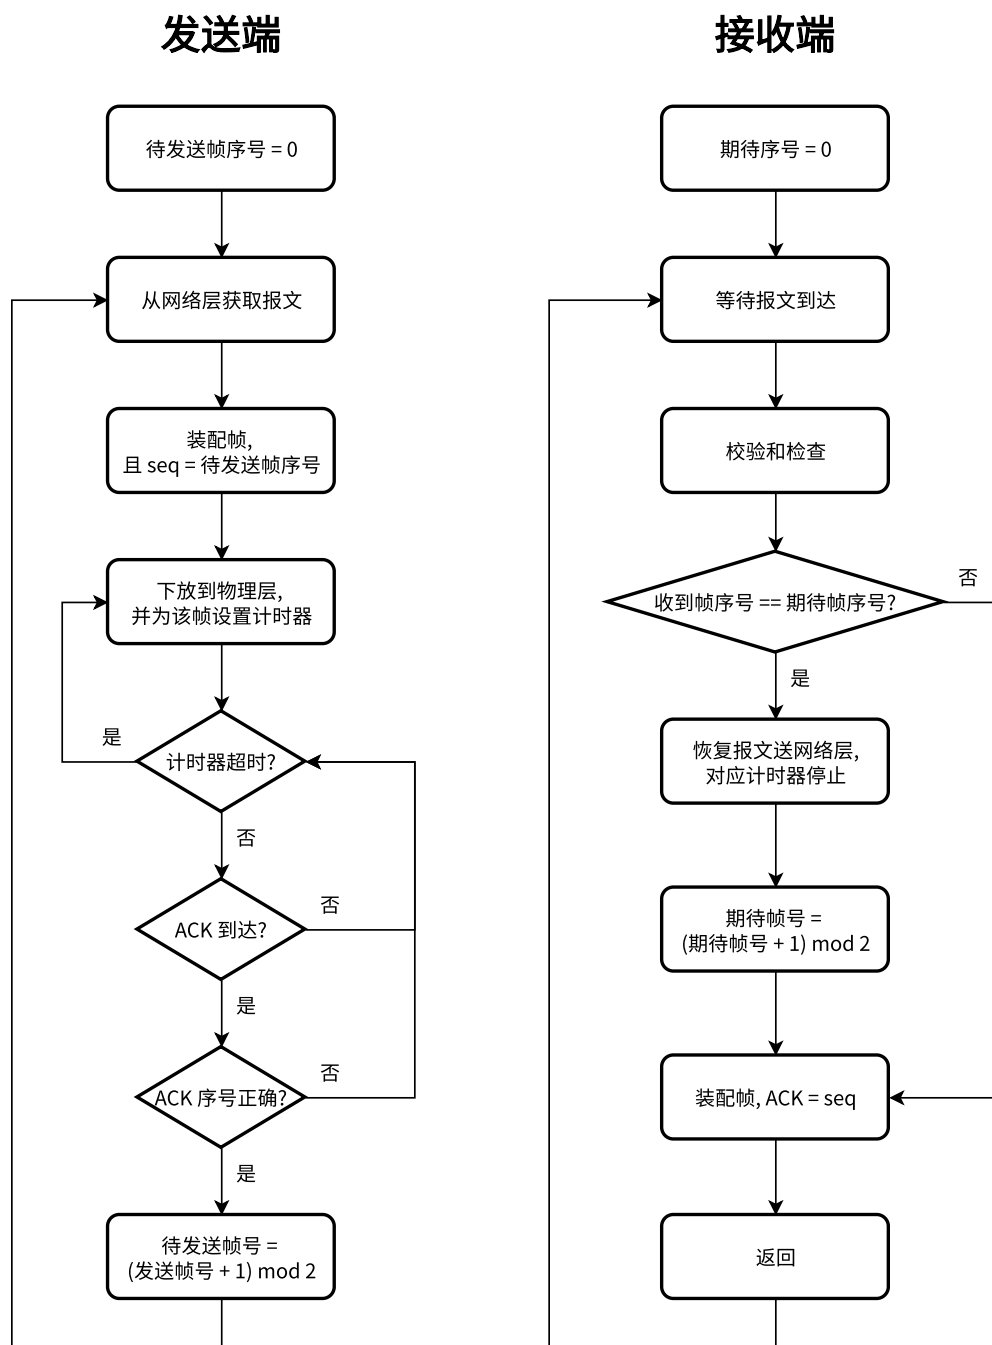 发送端
待发送帧序号 = 0
从网络层获取报文
装配帧,
且 seq = 待发送帧序号
下放到物理层,
并为该帧设置计时器
是
计时器超时?
否
ACK 到达?
否
是
ACK 序号正确?
否
是
待发送帧号 =
(发送帧号 + 1) mod 2
接收端
期待序号 = 0
等待报文到达
校验和检查
收到帧序号 == 期待帧序号?
否
是
恢复报文送网络层,
对应计时器停止
期待帧号 =
(期待帧号 + 1) mod 2
装配帧, ACK = seq
返回